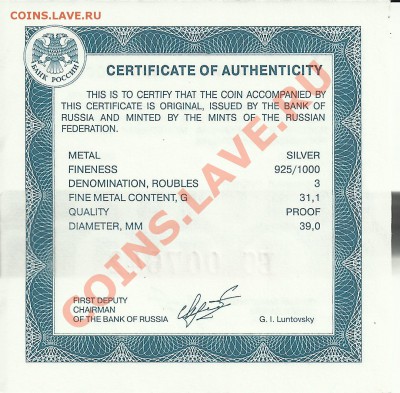 COINS.LAVE.RU
БАНК РОССИИ
CERTIFICATE OF AUTHENTICITY
THIS IS TO CERTIFY THAT THE COIN ACCOMPANIED BY
THIS CERTIFICATE IS ORIGINAL, ISSUED BY THE BANK OF
RUSSIA AND MINTED BY THE MINTS OF THE RUSSIAN
FEDERATION.
METAL SILVER
FINENESS 925/1000
DENOMINATION, ROUBLES 3
FINE METAL CONTENT, G 31,1
QUALITY PROOF
DIAMETER, MM 39,0
COINS.LAVE.RU
FIRST DEPUTY
CHAIRMAN
OF THE BANK OF RUSSIA G. I. Luntovsky
COINS.LAVE.RU